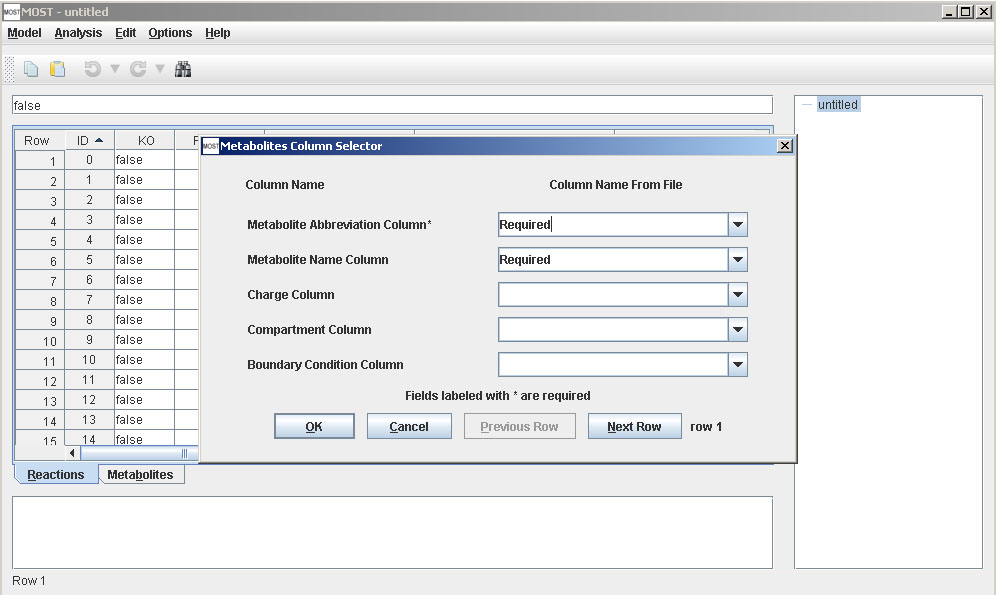 MOST MOST - untitled
Model Analysis Edit Options Help
false
untitled
Row ID KO F
MOST Metabolites Column Selector
Column Name Column Name From File
Metabolite Abbreviation Column* Required
Metabolite Name Column Required
Charge Column
Compartment Column
Boundary Condition Column
Fields labeled with * are required
OK Cancel Previous Row Next Row row 1
1 0 false
2 1 false
3 2 false
4 3 false
5 4 false
6 5 false
7 6 false
8 7 false
9 8 false
10 9 false
11 10 false
12 11 false
13 12 false
14 13 false
15 14 false
Reactions Metabolites
Row 1